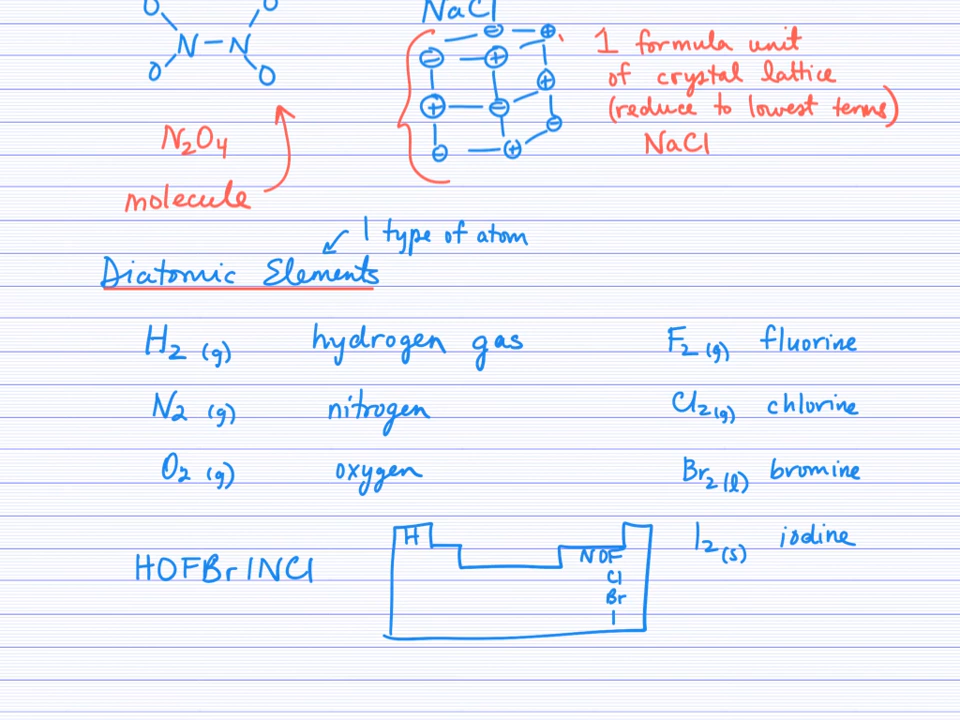 O O
N - N
O O
N2O4
molecule
NaCl
⊖ ⊕
⊖ ⊕
⊕
⊕ ⊖
⊖
⊖ ⊕
1 formula unit
of crystal lattice
(reduce to lowest terms)
NaCl
1 type of atom
Diatomic Elements
H2 (g) hydrogen gas
N2 (g) nitrogen
O2 (g) oxygen
F2 (g) fluorine
Cl2 (g) chlorine
Br2 (l) bromine
I2 (s) iodine
HOFBrINCl
H
N O F
Cl
Br
I